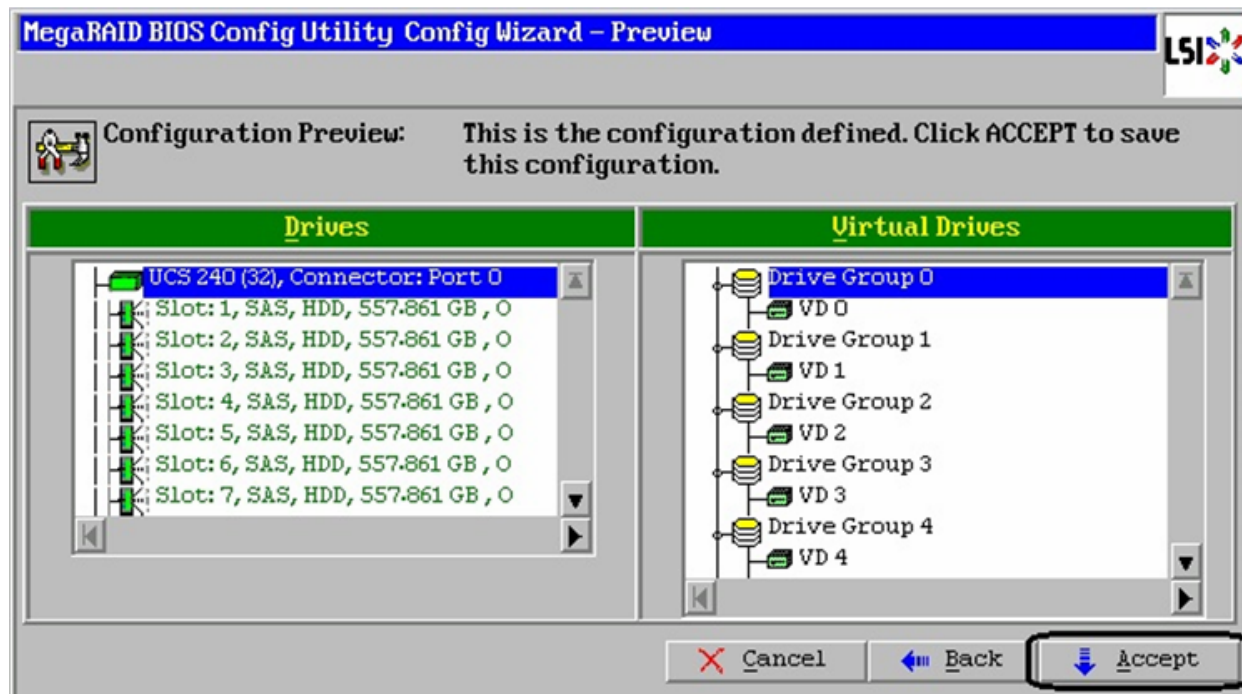 MegaRAID BIOS Config Utility Config Wizard – Preview
LSI
Configuration Preview:
This is the configuration defined. Click ACCEPT to save
this configuration.
Drives
UCS 240 (32), Connector: Port 0
Slot: 1, SAS, HDD, 557.861 GB , O
Slot: 2, SAS, HDD, 557.861 GB , O
Slot: 3, SAS, HDD, 557.861 GB , O
Slot: 4, SAS, HDD, 557.861 GB , O
Slot: 5, SAS, HDD, 557.861 GB , O
Slot: 6, SAS, HDD, 557.861 GB , O
Slot: 7, SAS, HDD, 557.861 GB , O
Virtual Drives
Drive Group 0
VD 0
Drive Group 1
VD 1
Drive Group 2
VD 2
Drive Group 3
VD 3
Drive Group 4
VD 4
Cancel
Back
Accept